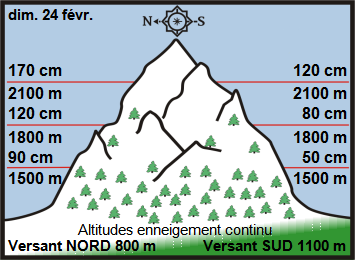 dim. 24 févr.
N S
170 cm 120 cm
2100 m 2100 m
120 cm 80 cm
1800 m 1800 m
90 cm 50 cm
1500 m 1500 m
Altitudes enneigement continu
Versant NORD 800 m Versant SUD 1100 m